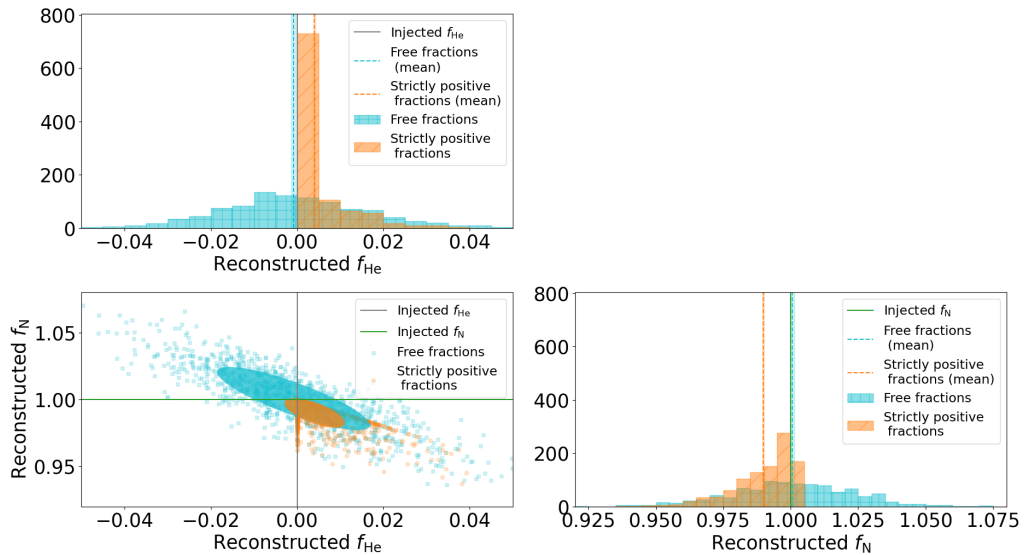 800
600
400
200
0
−0.04 −0.02 0.00 0.02 0.04
Reconstructed f_He
Injected f_He
Free fractions
(mean)
Strictly positive
fractions (mean)
Free fractions
Strictly positive
fractions
1.05
1.00
0.95
Reconstructed f_N
−0.04 −0.02 0.00 0.02 0.04
Reconstructed f_He
Injected f_He
Injected f_N
Free fractions
Strictly positive
fractions
800
600
400
200
0
0.925 0.950 0.975 1.000 1.025 1.050 1.075
Reconstructed f_N
Injected f_N
Free fractions
(mean)
Strictly positive
fractions (mean)
Free fractions
Strictly positive
fractions